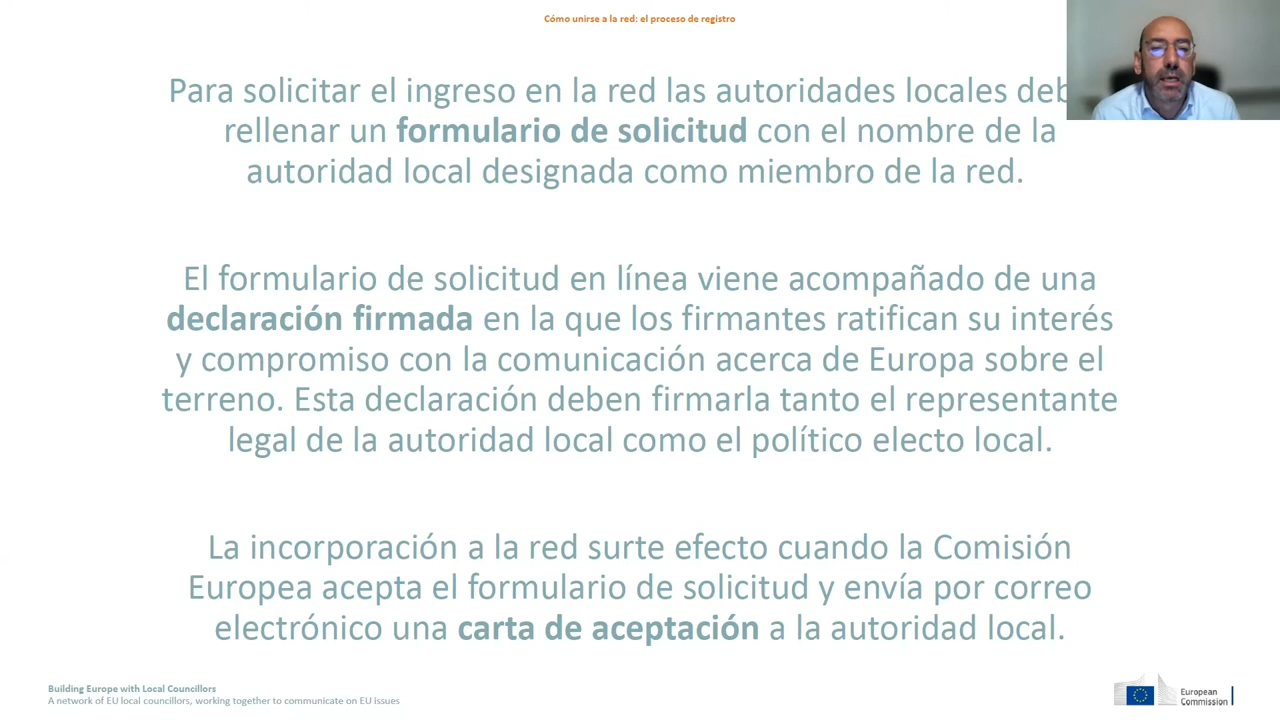 Cómo unirse a la red: el proceso de registro
Para solicitar el ingreso en la red las autoridades locales
rellenar un formulario de solicitud con el nombre de la
autoridad local designada como miembro de la red.
El formulario de solicitud en línea viene acompañado de una
declaración firmada en la que los firmantes ratifican su interés
y compromiso con la comunicación acerca de Europa sobre el
terreno. Esta declaración deben firmarla tanto el representante
legal de la autoridad local como el político electo local.
La incorporación a la red surte efecto cuando la Comisión
Europea acepta el formulario de solicitud y envía por correo
electrónico una carta de aceptación a la autoridad local.
Building Europe with Local Councillors
A network of EU local councillors, working together to communicate on EU issues
European
Commission